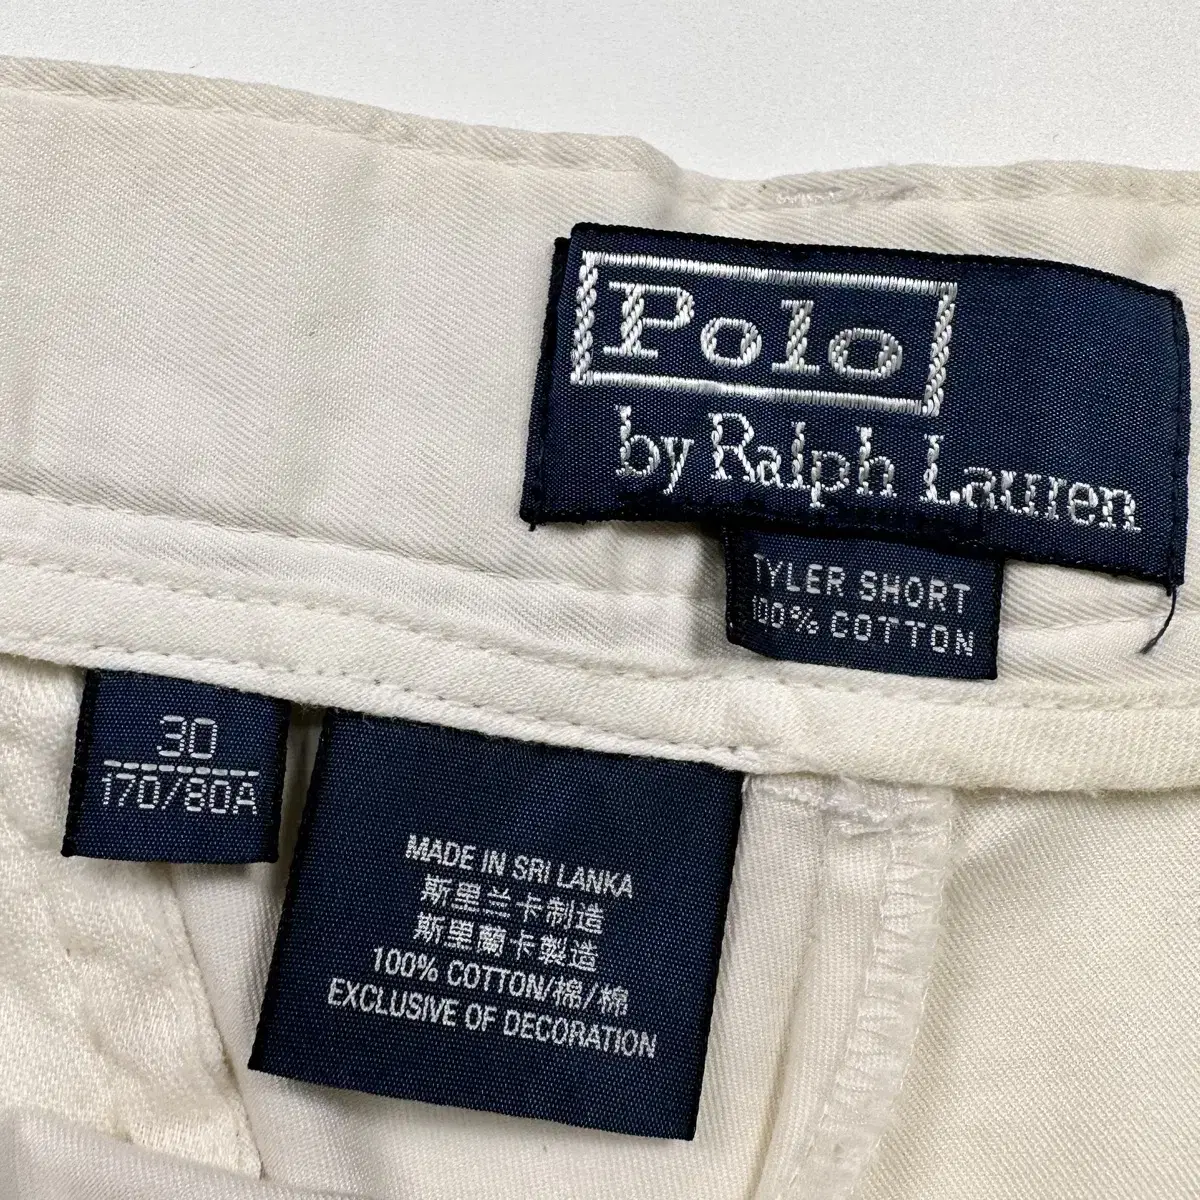 Polo
by Ralph Lauren
TYLER SHORT
100% COTTON
30
170/80A
MADE IN SRI LANKA
斯里兰卡制造
斯里蘭卡製造
100% COTTON/棉/棉
EXCLUSIVE OF DECORATION